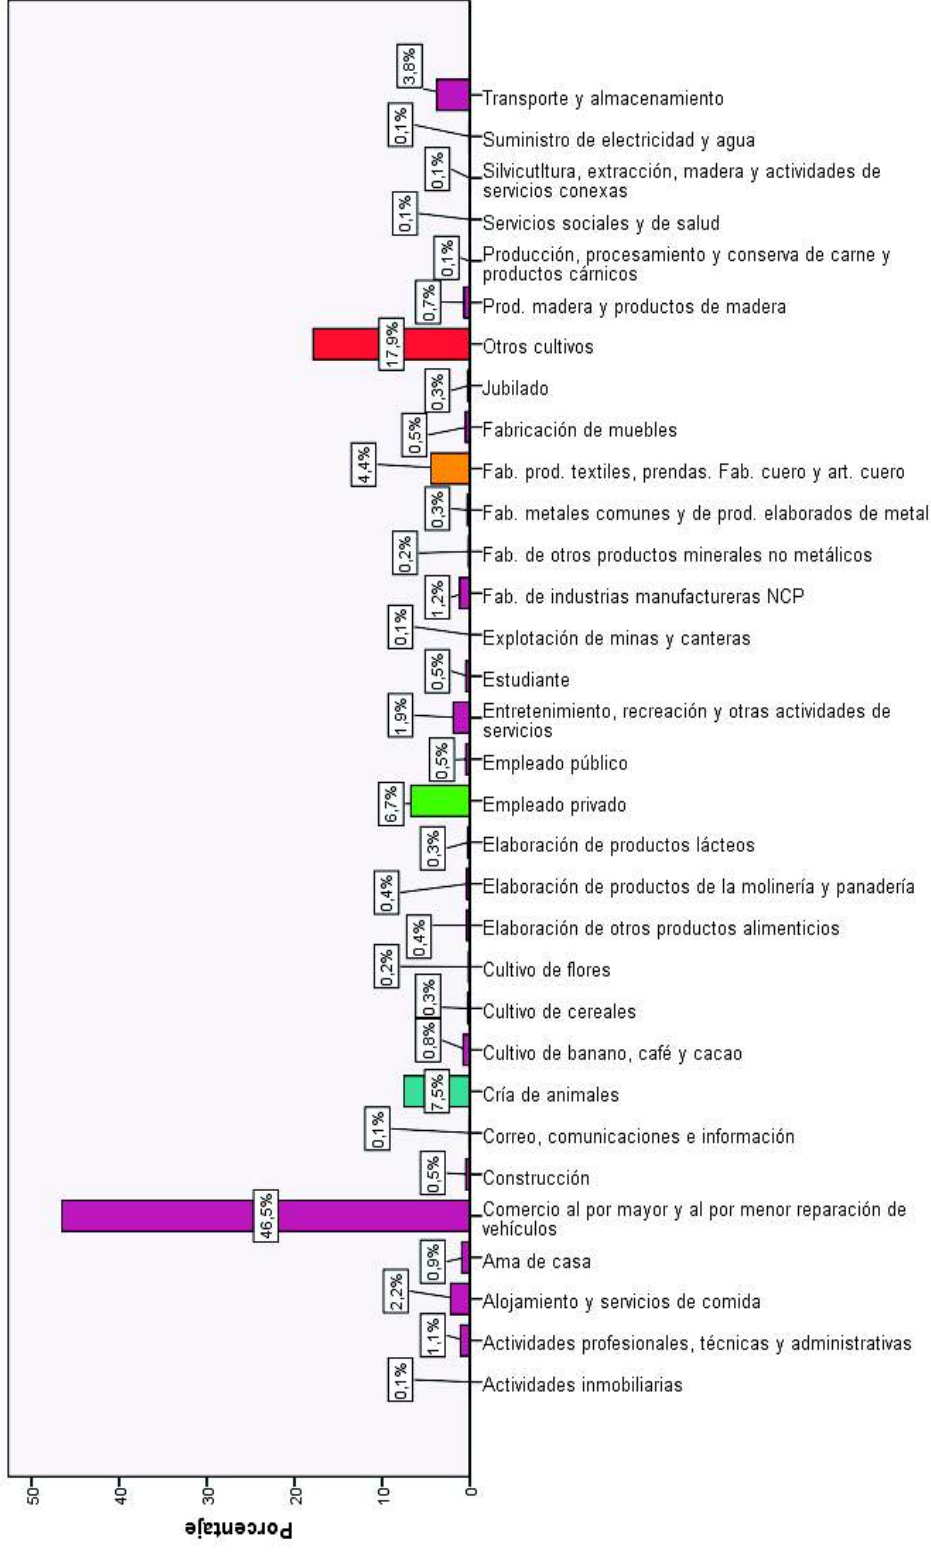 3,8%
Transporte y almacenamiento
0,1%
Suministro de electricidad y agua
0,1%
Silvicutltura, extracción, madera y actividades de
servicios conexas
0,1%
Servicios sociales y de salud
0,1%
Producción, procesamiento y conserva de carne y
productos cárnicos
0,7%
Prod. madera y productos de madera
17,9%
Otros cultivos
0,3%
Jubilado
0,5%
Fabricación de muebles
4,4%
Fab. prod. textiles, prendas. Fab. cuero y art. cuero
0,3%
Fab. metales comunes y de prod. elaborados de metal
0,2%
Fab. de otros productos minerales no metálicos
1,2%
Fab. de industrias manufactureras NCP
0,1%
Explotación de minas y canteras
0,5%
Estudiante
1,9%
Entretenimiento, recreación y otras actividades de
servicios
0,5%
Empleado público
6,7%
Empleado privado
0,3%
Elaboración de productos lácteos
0,4%
Elaboración de productos de la molinería y panadería
0,4%
Elaboración de otros productos alimenticios
0,2%
Cultivo de flores
0,3%
Cultivo de cereales
0,8%
Cultivo de banano, café y cacao
7,5%
Cría de animales
0,1%
Correo, comunicaciones e información
0,5%
Construcción
46,5%
Comercio al por mayor y al por menor reparación de
vehículos
0,9%
Ama de casa
2,2%
Alojamiento y servicios de comida
1,1%
Actividades profesionales, técnicas y administrativas
0,1%
Actividades inmobiliarias
50
40
30
20
10
0
Porcentaje